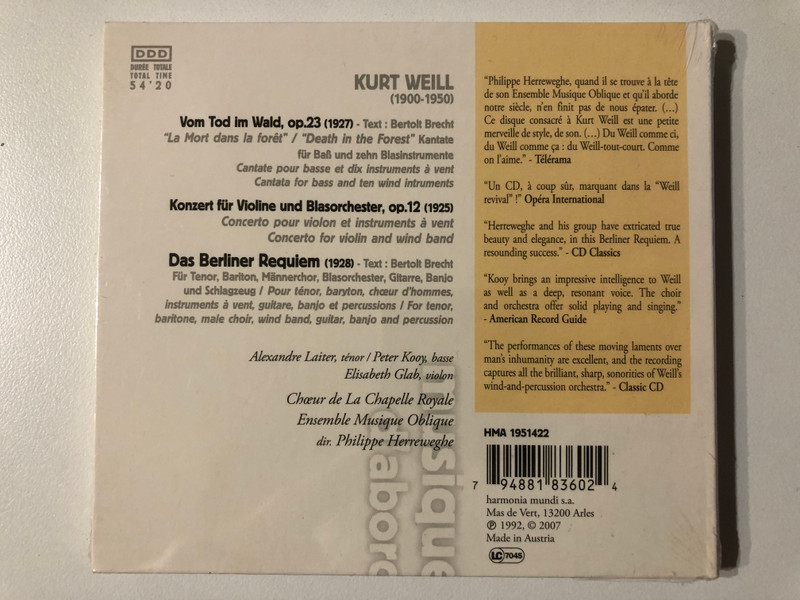 DDD
DURÉE TOTALE
TOTAL TIME
54'20
KURT WEILL
(1900-1950)
Vom Tod im Wald, op.23 (1927) - Text : Bertolt Brecht
"La Mort dans la forêt" / "Death in the Forest" Kantate
für Baß und zehn Blasinstrumente
Cantate pour basse et dix instruments à vent
Cantata for bass and ten wind intruments
Konzert für Violine und Blasorchester, op.12 (1925)
Concerto pour violon et instruments à vent
Concerto for violin and wind band
Das Berliner Requiem (1928) - Text : Bertolt Brecht
Für Tenor, Bariton, Männerchor, Blasorchester, Gitarre, Banjo
und Schlagzeug / Pour ténor, baryton, chœur d'hommes,
instruments à vent, guitare, banjo et percussions / For tenor,
baritone, male choir, wind band, guitar, banjo and percussion
Alexandre Laiter, ténor / Peter Kooy, basse
Elisabeth Glab, violon
Chœur de La Chapelle Royale
Ensemble Musique Oblique
dir. Philippe Herreweghe
musique
d'abord
"Philippe Herreweghe, quand il se trouve à la tête
de son Ensemble Musique Oblique et qu'il aborde
notre siècle, n'en finit pas de nous épater. (…)
Ce disque consacré à Kurt Weill est une petite
merveille de style, de son. (…) Du Weill comme ci,
du Weill comme ça : du Weill-tout-court. Comme
on l'aime." - Télérama
"Un CD, à coup sûr, marquant dans la "Weill
revival" !" Opéra International
"Herreweghe and his group have extricated true
beauty and elegance, in this Berliner Requiem. A
resounding success." - CD Classics
"Kooy brings an impressive intelligence to Weill
as well as a deep, resonant voice. The choir
and orchestra offer solid playing and singing."
- American Record Guide
"The performances of these moving laments over
man's inhumanity are excellent, and the recording
captures all the brilliant, sharp, sonorities of Weill's
wind-and-percussion orchestra." - Classic CD
HMA 1951422
7 94881 83602 4
harmonia mundi s.a.
Mas de Vert, 13200 Arles
℗ 1992, © 2007
Made in Austria
LC 7045